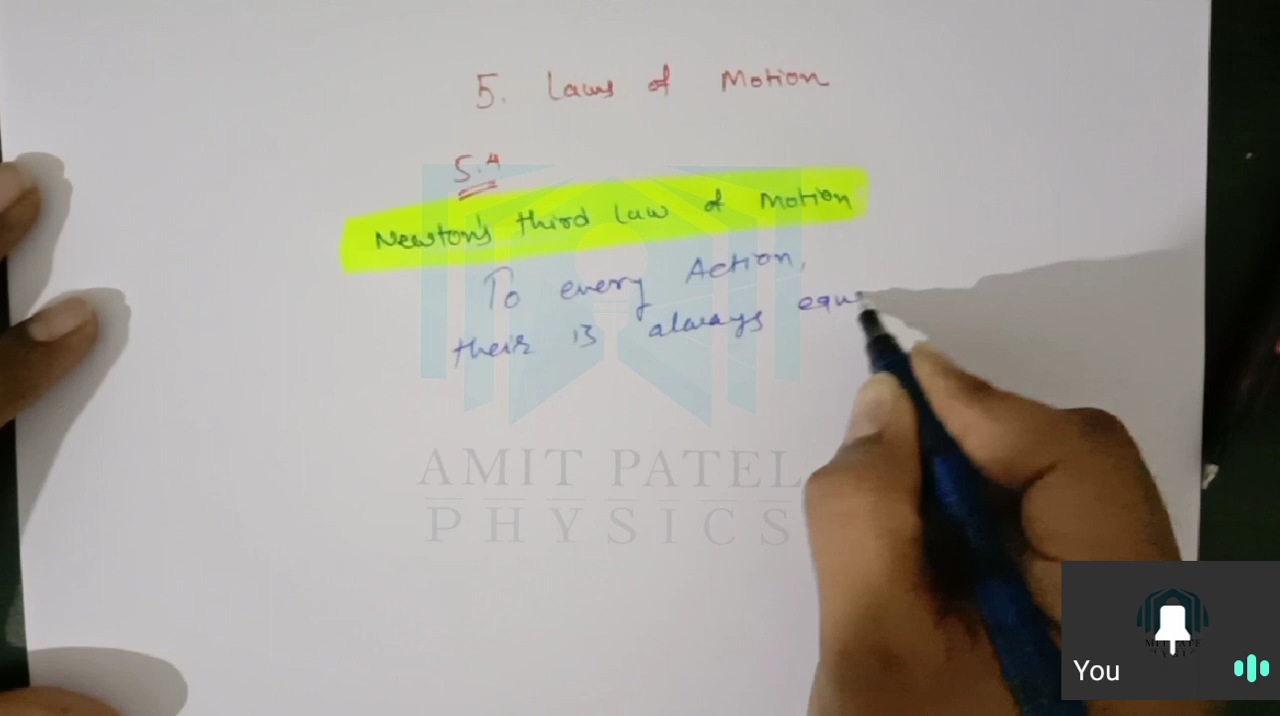 5. Laws of Motion
5.4
Newton's third Law of Motion
To every Action,
their is always equ
AMIT PATEL
PHYSICS
You